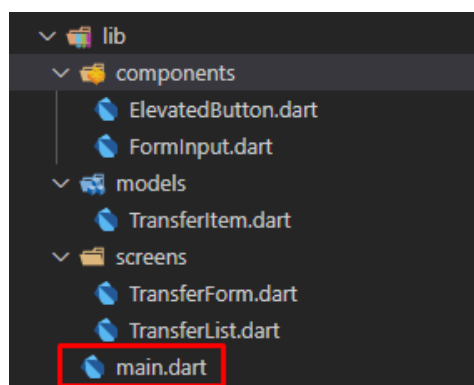 lib
components
ElevatedButton.dart
FormInput.dart
models
TransferItem.dart
screens
TransferForm.dart
TransferList.dart
main.dart